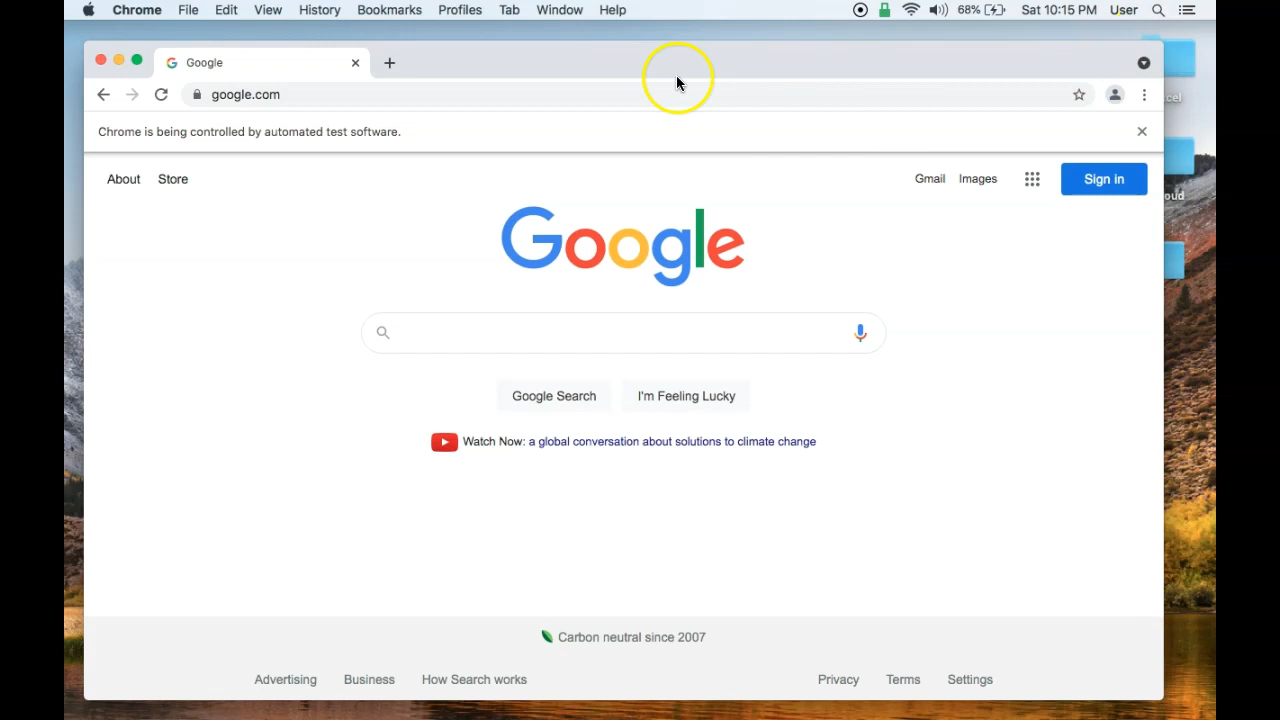 Chrome File Edit View History Bookmarks Profiles Tab Window Help 68% Sat 10:15 PM User
Google
google.com
Chrome is being controlled by automated test software.
About Store Gmail Images Sign in
Google
Google Search I'm Feeling Lucky
Watch Now: a global conversation about solutions to climate change
Carbon neutral since 2007
Advertising Business How Search works Privacy Terms Settings